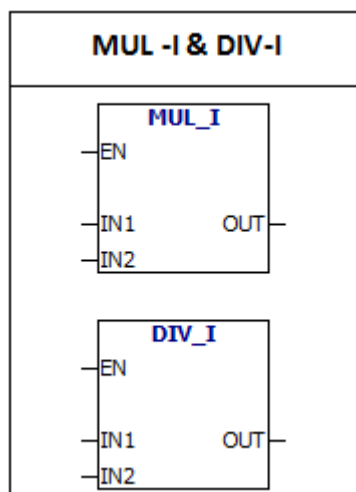 MUL -I & DIV-I
MUL_I
EN
IN1 OUT
IN2
DIV_I
EN
IN1 OUT
IN2